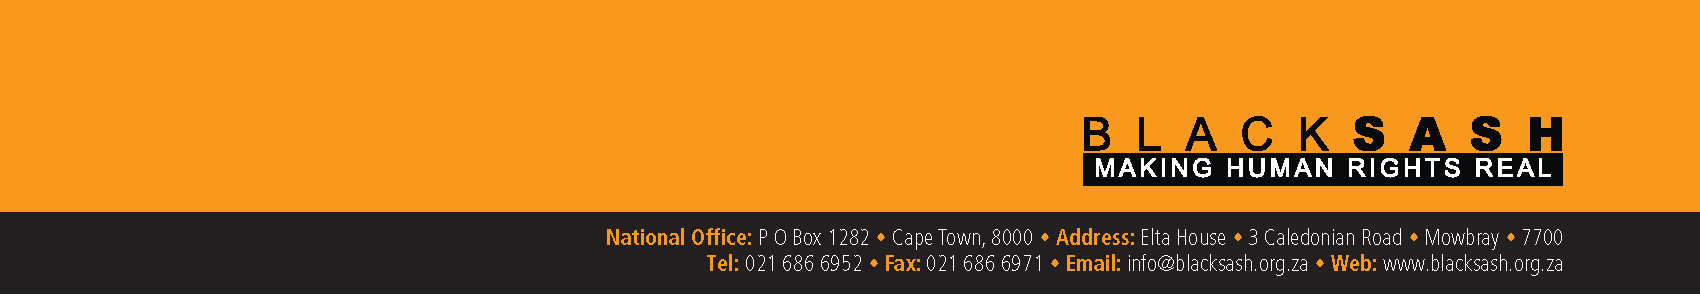 BLACKSASH
MAKING HUMAN RIGHTS REAL
National Office: P O Box 1282 • Cape Town, 8000 • Address: Elta House • 3 Caledonian Road • Mowbray • 7700
Tel: 021 686 6952 • Fax: 021 686 6971 • Email: info@blacksash.org.za • Web: www.blacksash.org.za